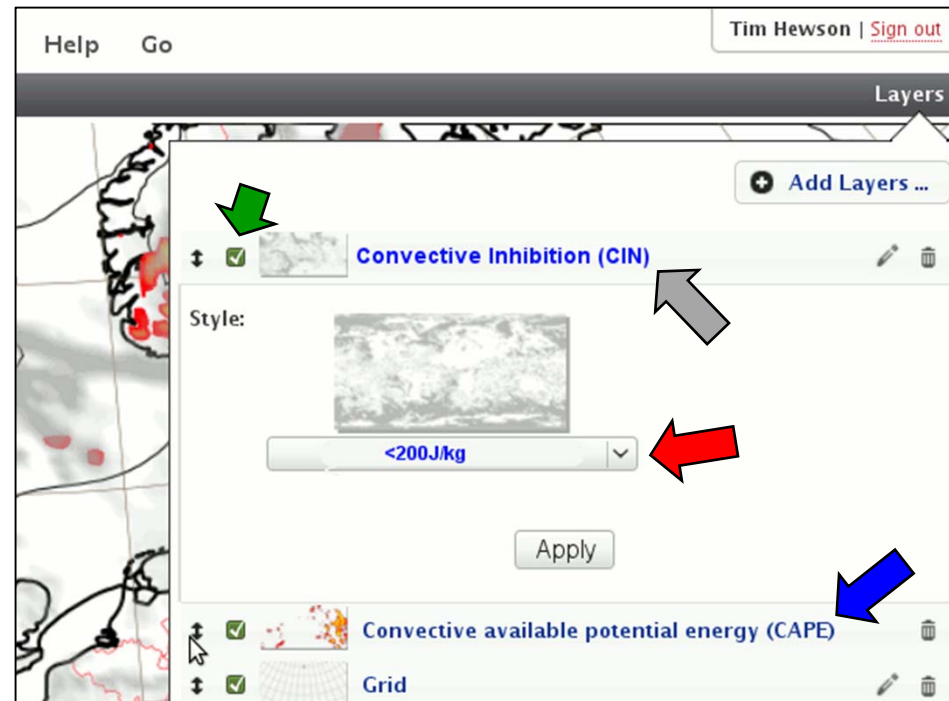 Help Go Tim Hewson | Sign out
Layers
Add Layers ...
Convective Inhibition (CIN)
Style:
<200J/kg
Apply
Convective available potential energy (CAPE)
Grid